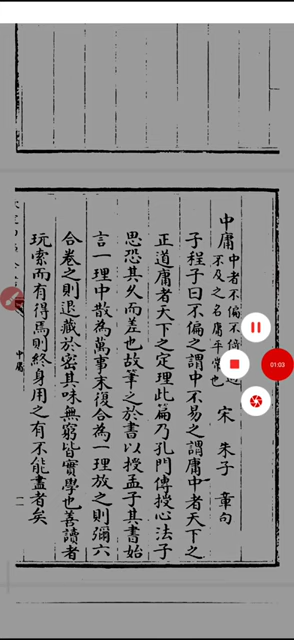 中庸
中者不偏不倚過
不及之名庸平常也
宋 朱子 章句
子程子曰不偏之謂中不易之謂庸中者天下之
正道庸者天下之定理此篇乃孔門傳授心法子
思恐其久而差也故筆之於書以授孟子其書始
言一理中散為萬事末復合為一理放之則彌六
合卷之則退藏於密其味無窮皆實學也善讀者
玩索而有得焉則終身用之有不能盡者矣
中庸
01:03